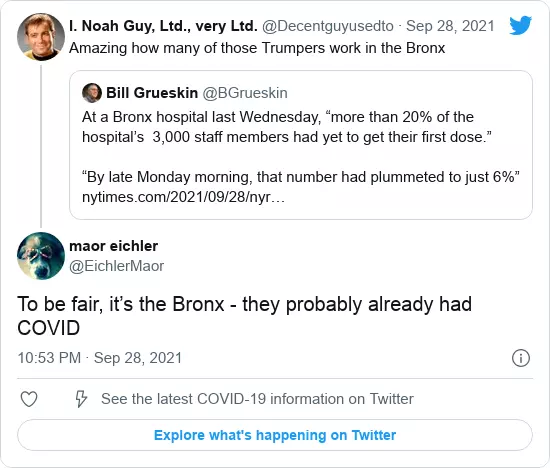 I. Noah Guy, Ltd., very Ltd. @Decentguyusedto · Sep 28, 2021
Amazing how many of those Trumpers work in the Bronx
Bill Grueskin @BGrueskin
At a Bronx hospital last Wednesday, “more than 20% of the
hospital’s 3,000 staff members had yet to get their first dose.”
“By late Monday morning, that number had plummeted to just 6%”
nytimes.com/2021/09/28/nyr…
maor eichler
@EichlerMaor
To be fair, it’s the Bronx - they probably already had
COVID
10:53 PM · Sep 28, 2021
See the latest COVID-19 information on Twitter
Explore what's happening on Twitter